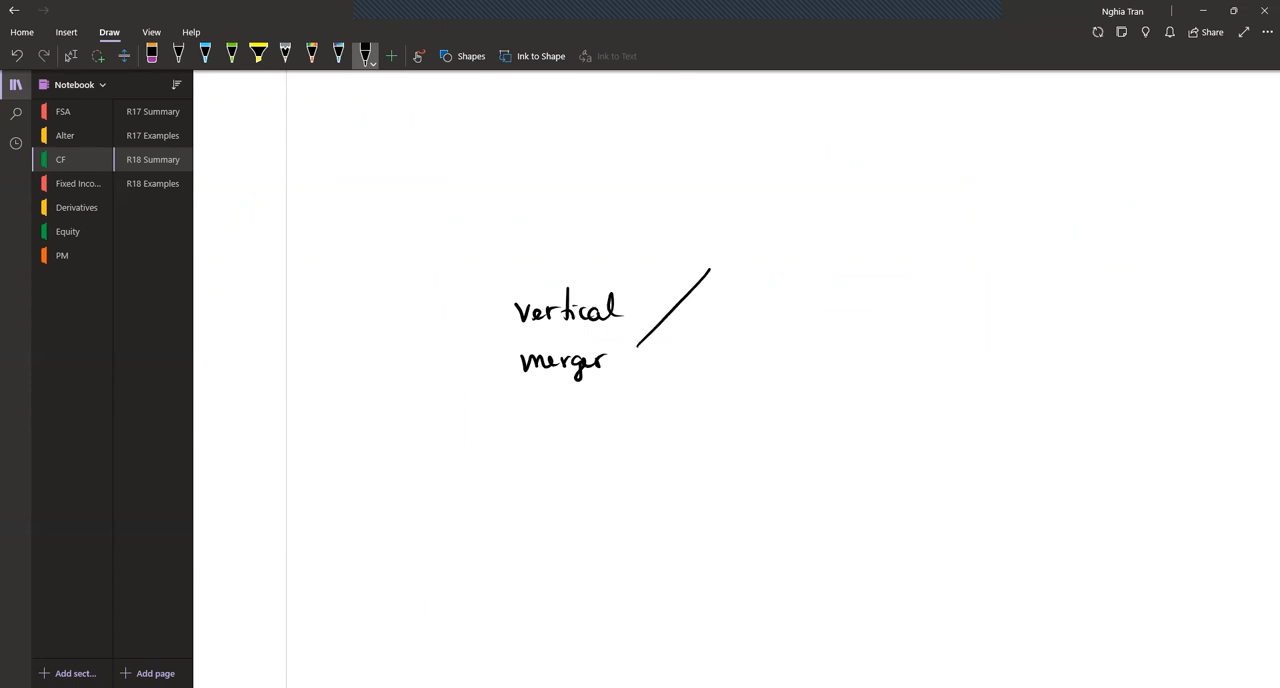 Nghia Tran
Home Insert Draw View Help
Share
Shapes Ink to Shape Ink to Text
Notebook
FSA
Alter
CF
Fixed Inco...
Derivatives
Equity
PM
R17 Summary
R17 Examples
R18 Summary
R18 Examples
vertical
merger
Add sect... Add page